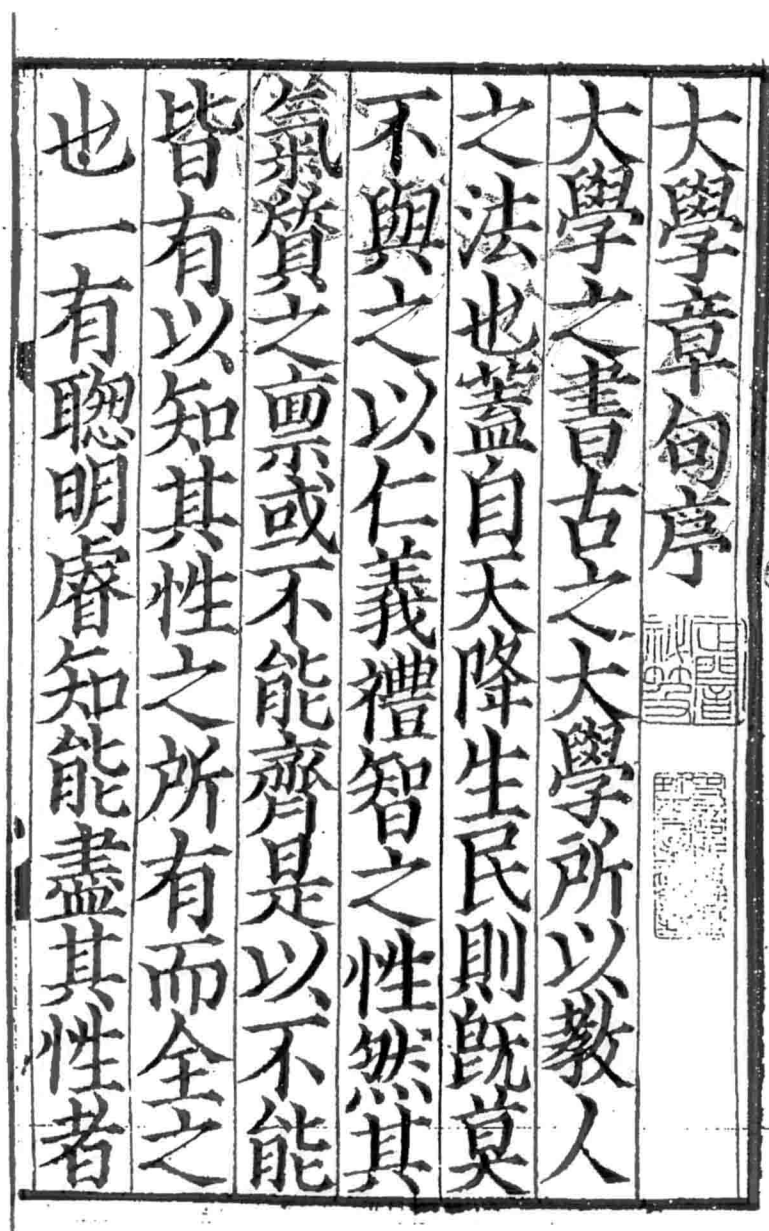 大學章句序
大學之書古之大學所以教人
之法也蓋自天降生民則既莫
不與之以仁義禮智之性然其
氣質之稟或不能齊是以不能
皆有以知其性之所有而全之
也一有聰明睿知能盡其性者